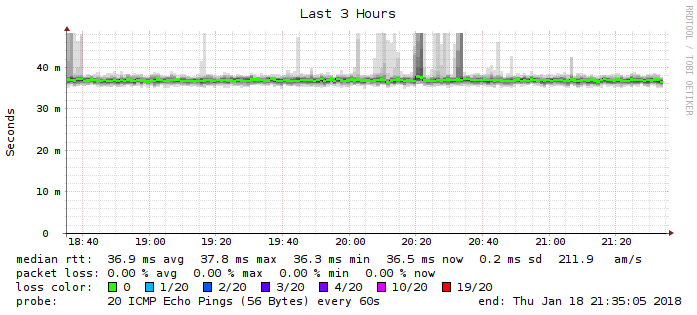 Last 3 Hours
RRDTOOL / TOBI OETIKER
Seconds
40 m
30 m
20 m
10 m
0
18:40 19:00 19:20 19:40 20:00 20:20 20:40 21:00 21:20
median rtt: 36.9 ms avg 37.8 ms max 36.3 ms min 36.5 ms now 0.2 ms sd 211.9 am/s
packet loss: 0.00 % avg 0.00 % max 0.00 % min 0.00 % now
loss color: 0 1/20 2/20 3/20 4/20 10/20 19/20
probe: 20 ICMP Echo Pings (56 Bytes) every 60s end: Thu Jan 18 21:35:05 2018